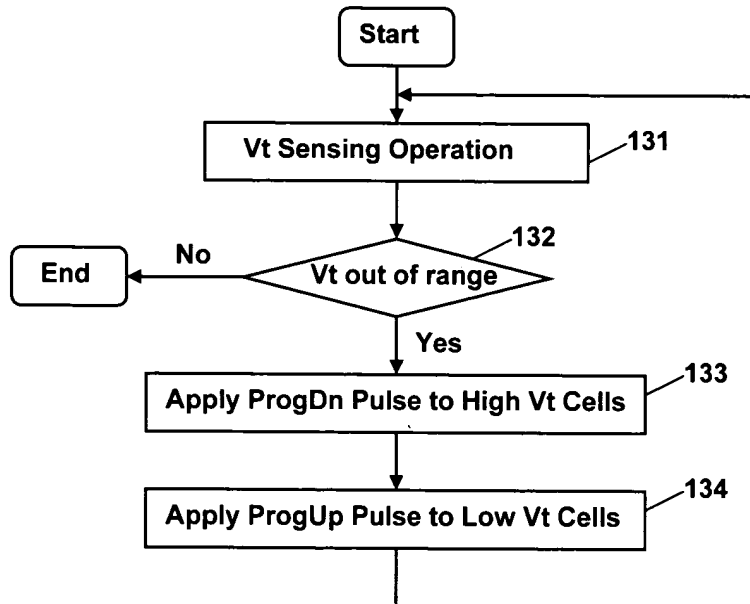 Start
Vt Sensing Operation
131
132
No
End
Vt out of range
Yes
133
Apply ProgDn Pulse to High Vt Cells
134
Apply ProgUp Pulse to Low Vt Cells